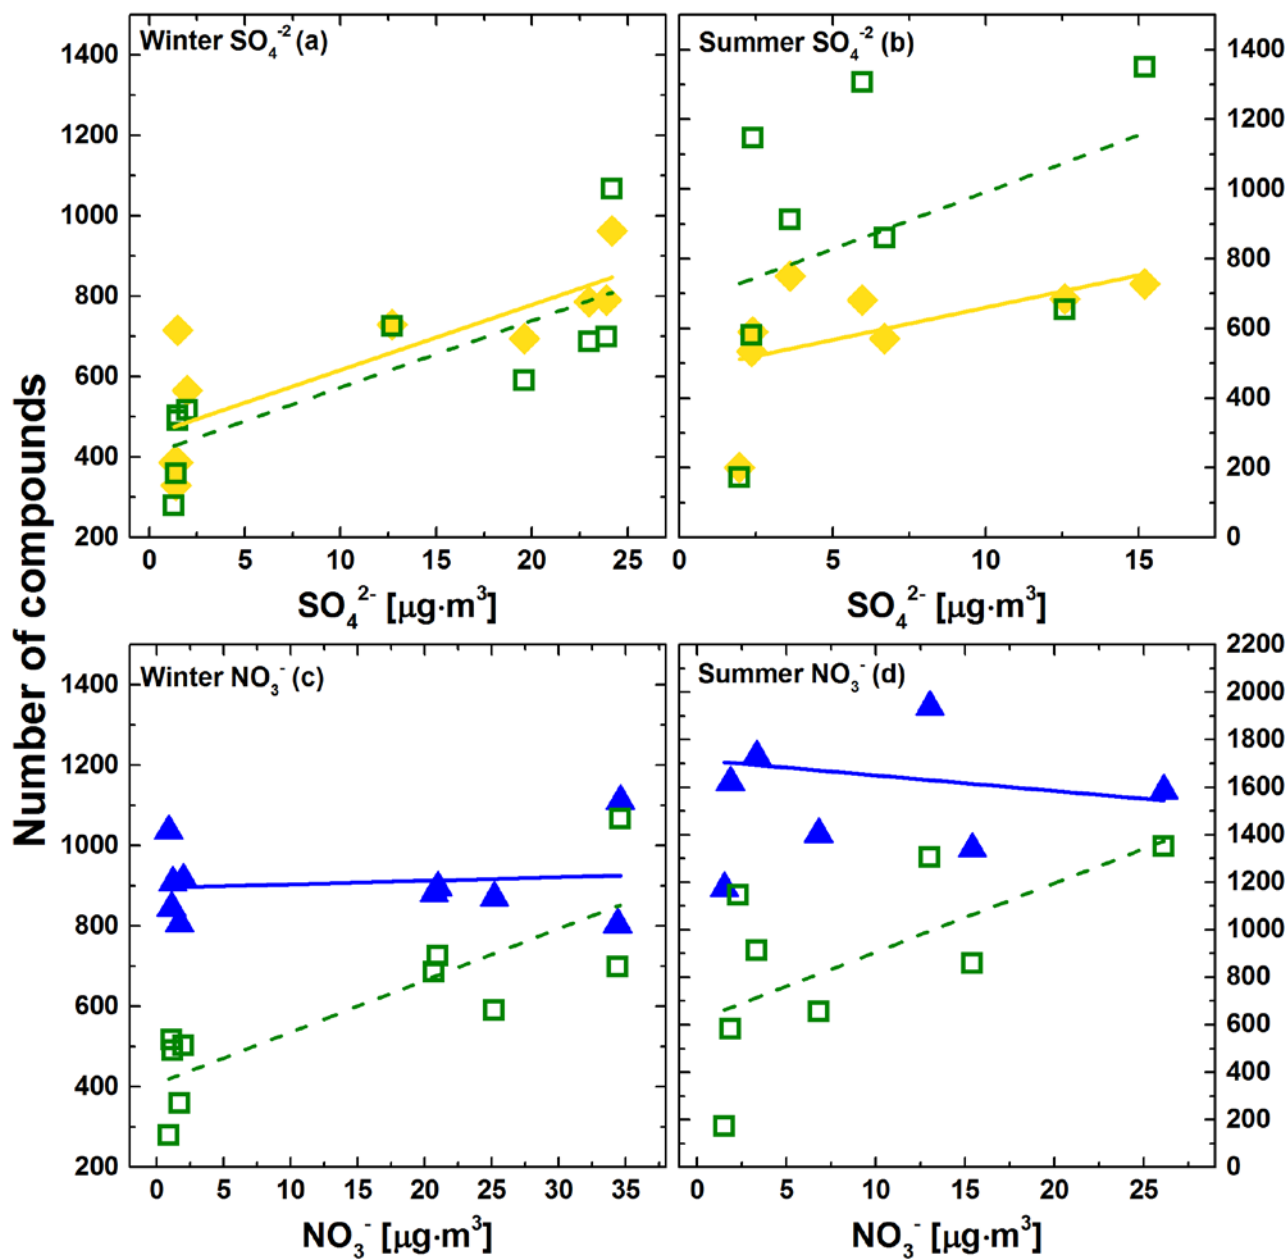 Number of compounds
Winter SO₄⁻² (a)
1400
1200
1000
800
600
400
200
0 5 10 15 20 25
SO₄²⁻ [μg·m³]
Summer SO₄⁻² (b)
1400
1200
1000
800
600
400
200
0
0 5 10 15
SO₄²⁻ [μg·m³]
Winter NO₃⁻ (c)
1400
1200
1000
800
600
400
200
0 5 10 15 20 25 30 35
NO₃⁻ [μg·m³]
Summer NO₃⁻ (d)
2200
2000
1800
1600
1400
1200
1000
800
600
400
200
0
0 5 10 15 20 25
NO₃⁻ [μg·m³]